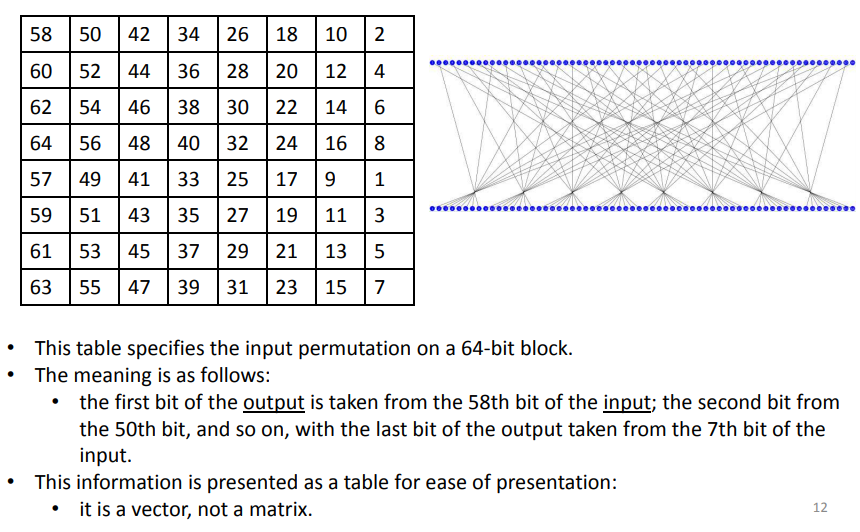 58 50 42 34 26 18 10 2
60 52 44 36 28 20 12 4
62 54 46 38 30 22 14 6
64 56 48 40 32 24 16 8
57 49 41 33 25 17 9 1
59 51 43 35 27 19 11 3
61 53 45 37 29 21 13 5
63 55 47 39 31 23 15 7
• This table specifies the input permutation on a 64-bit block.
• The meaning is as follows:
• the first bit of the output is taken from the 58th bit of the input; the second bit from
the 50th bit, and so on, with the last bit of the output taken from the 7th bit of the
input.
• This information is presented as a table for ease of presentation:
• it is a vector, not a matrix.
12